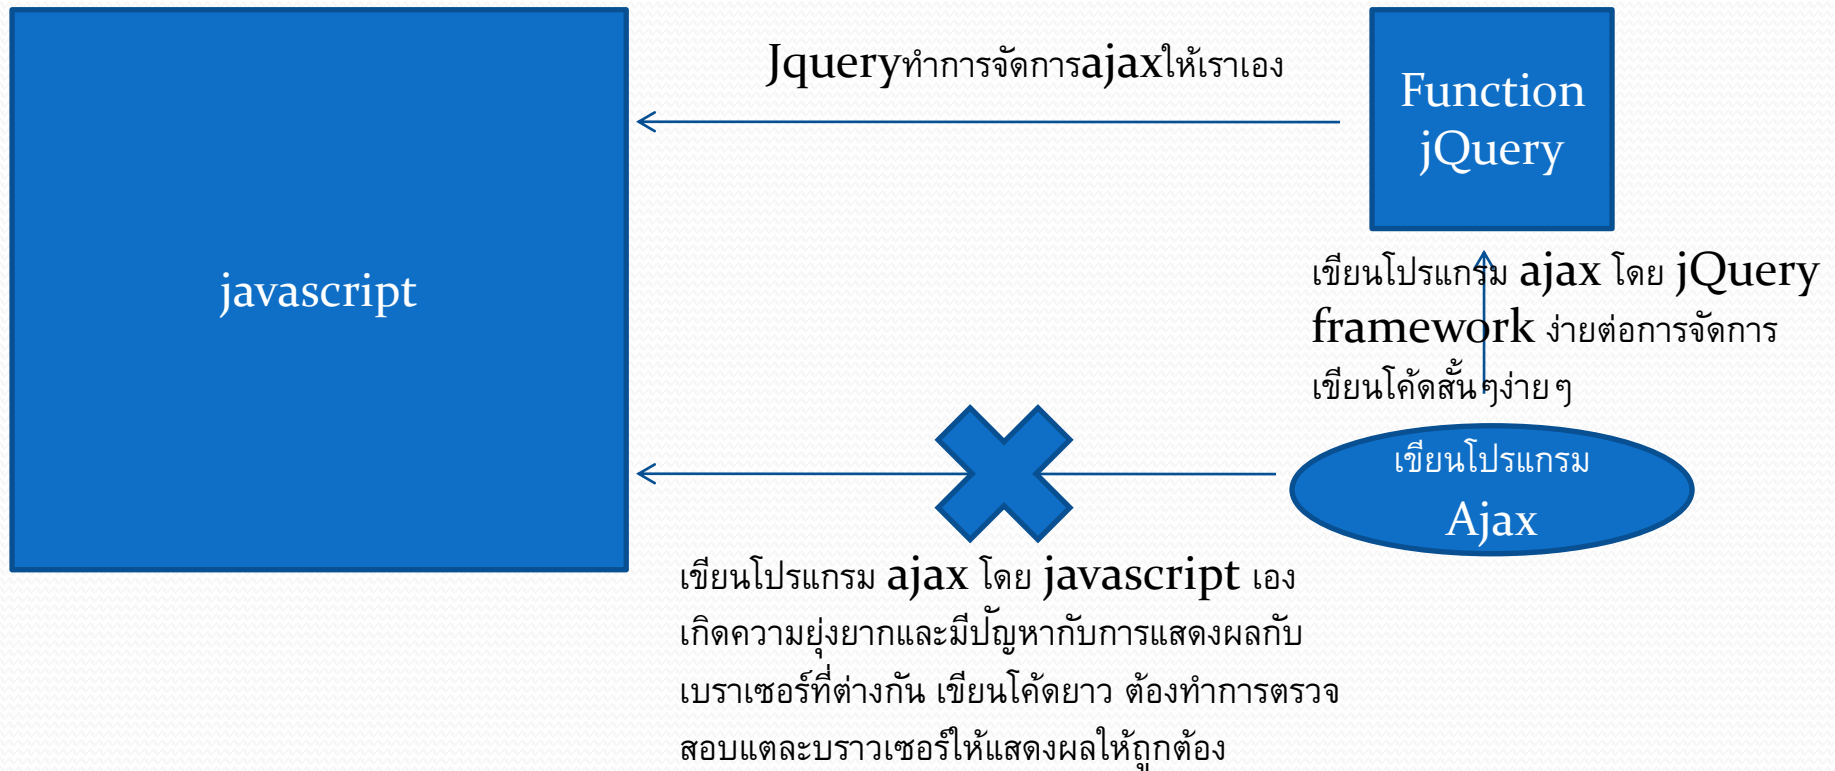 javascript
Jqueryทำการจัดการajaxให้เราเอง
Function
jQuery
เขียนโปรแกรม ajax โดย jQuery
framework ง่ายต่อการจัดการ
เขียนโค้ดสั้นๆง่ายๆ
เขียนโปรแกรม
Ajax
เขียนโปรแกรม ajax โดย javascript เอง
เกิดความยุ่งยากและมีปัญหากับการแสดงผลกับ
เบราเซอร์ที่ต่างกัน เขียนโค้ดยาว ต้องทำการตรวจ
สอบแตละบราวเซอร์ให้แสดงผลให้ถูกต้อง